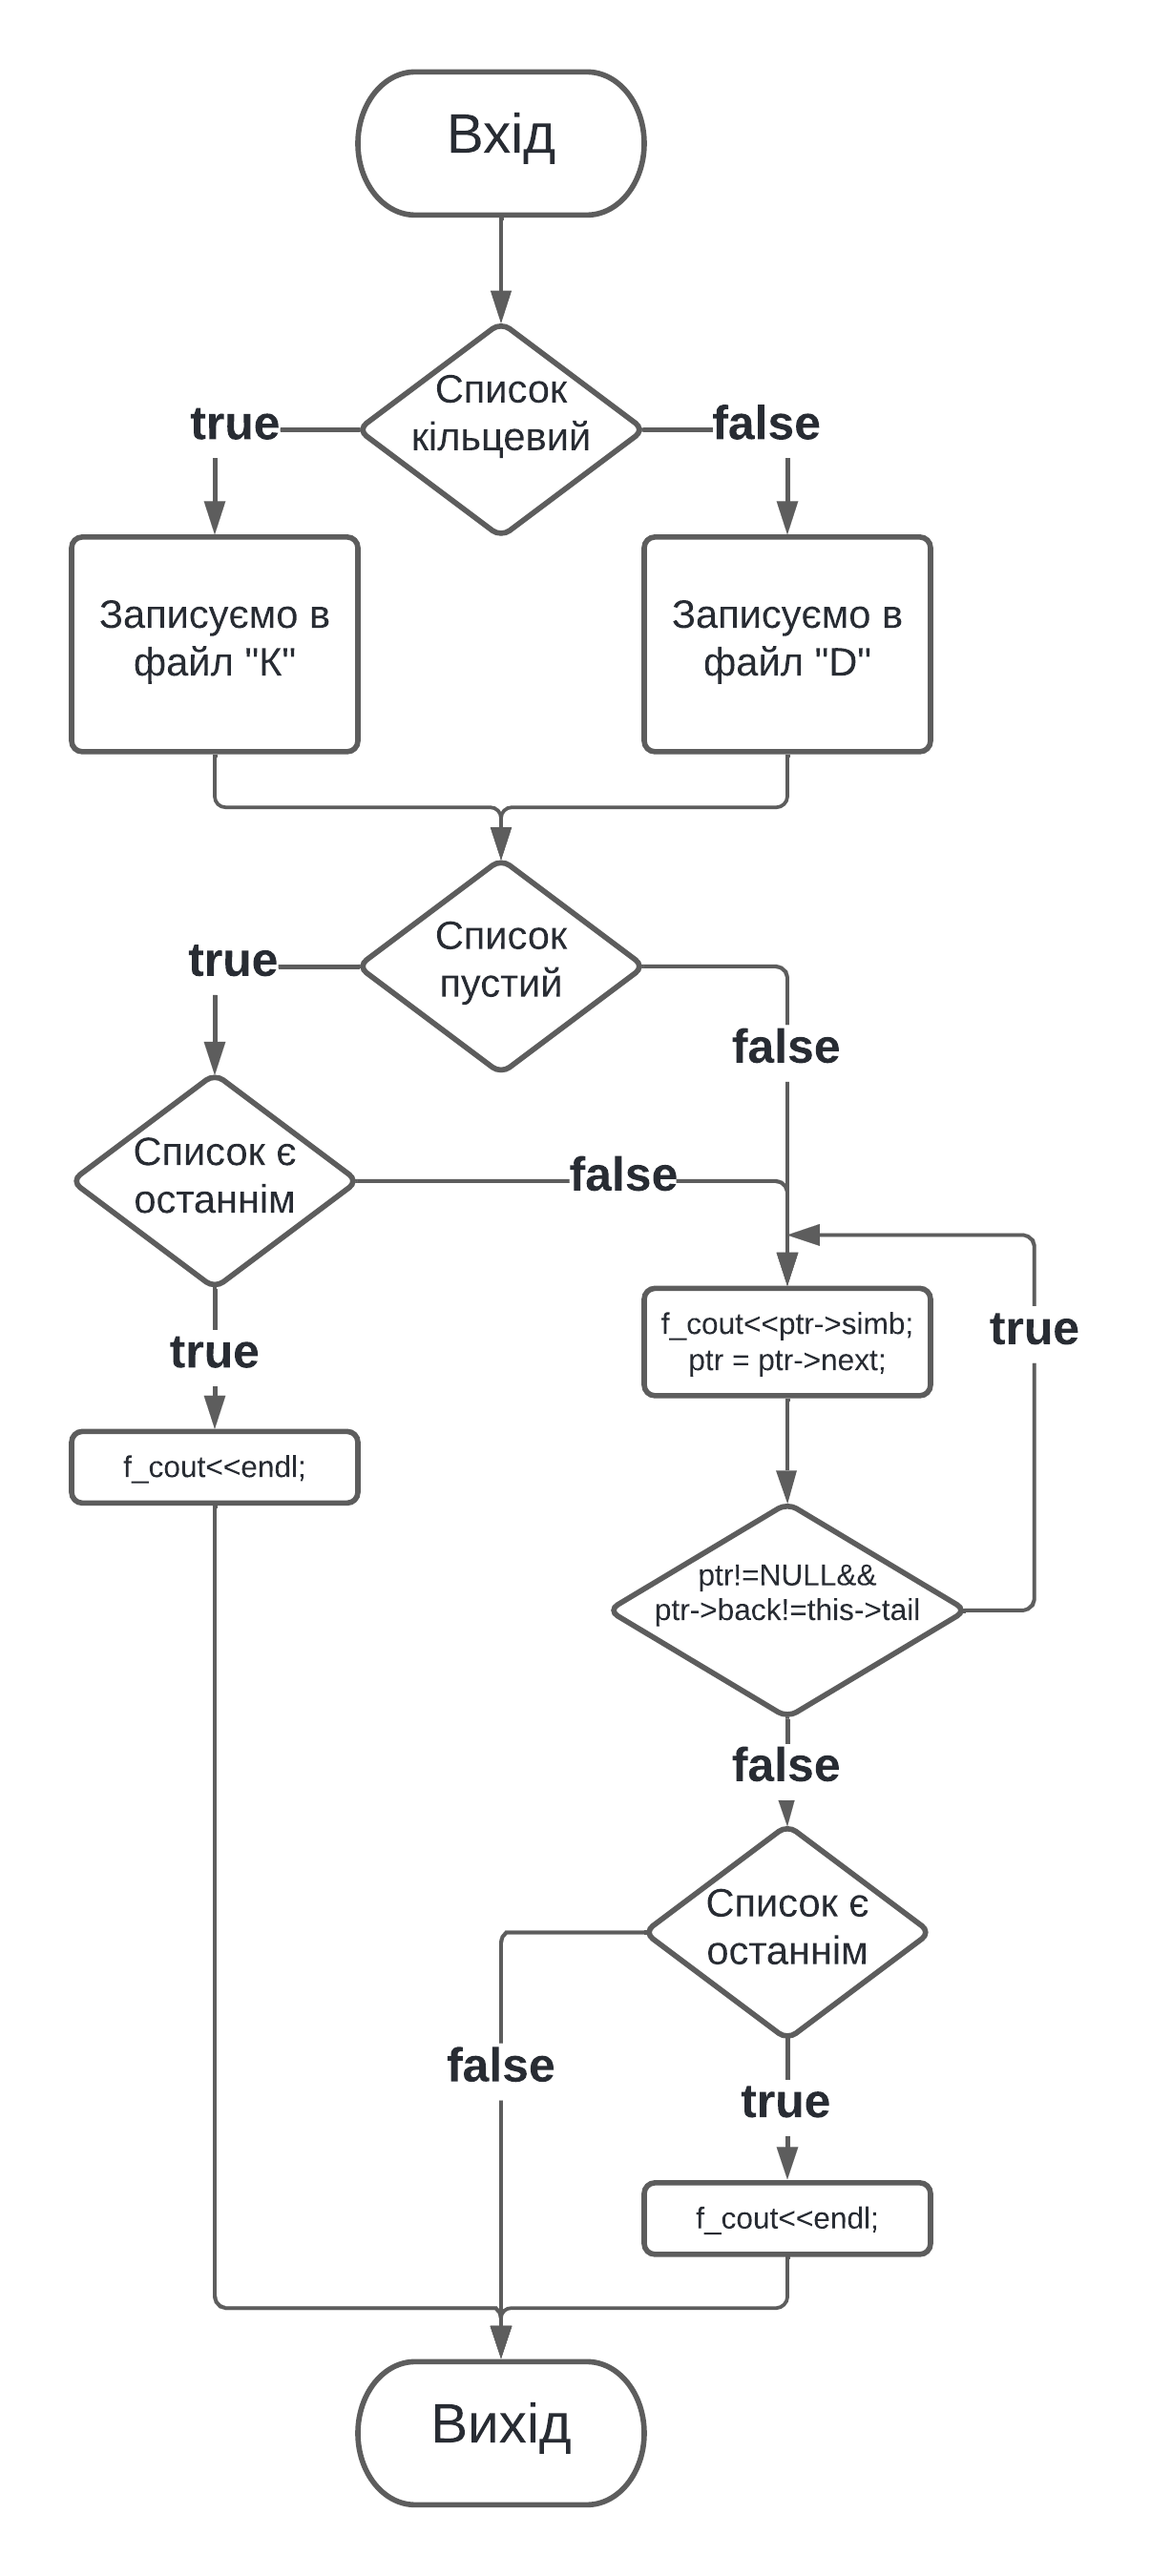 Вхід
Список
кільцевий
true
false
Записуємо в
файл "К"
Записуємо в
файл "D"
Список
пустий
true
false
Список є
останнім
false
true
f_cout<<ptr->simb;
ptr = ptr->next;
true
f_cout<<endl;
ptr!=NULL&&
ptr->back!=this->tail
false
Список є
останнім
false
true
f_cout<<endl;
Вихід